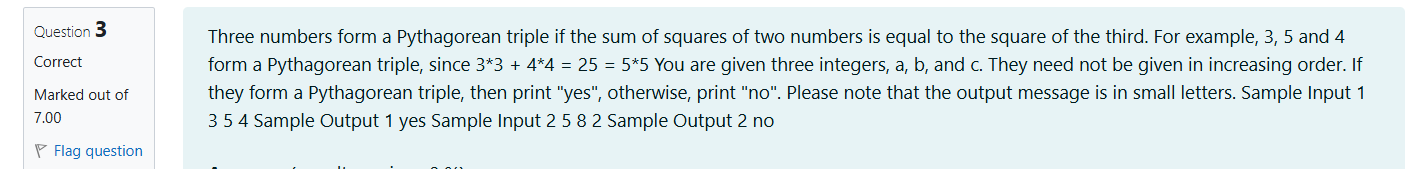 Question 3
Correct
Marked out of
7.00
Flag question
Three numbers form a Pythagorean triple if the sum of squares of two numbers is equal to the square of the third. For example, 3, 5 and 4
form a Pythagorean triple, since 3*3 + 4*4 = 25 = 5*5 You are given three integers, a, b, and c. They need not be given in increasing order. If
they form a Pythagorean triple, then print "yes", otherwise, print "no". Please note that the output message is in small letters. Sample Input 1
3 5 4 Sample Output 1 yes Sample Input 2 5 8 2 Sample Output 2 no